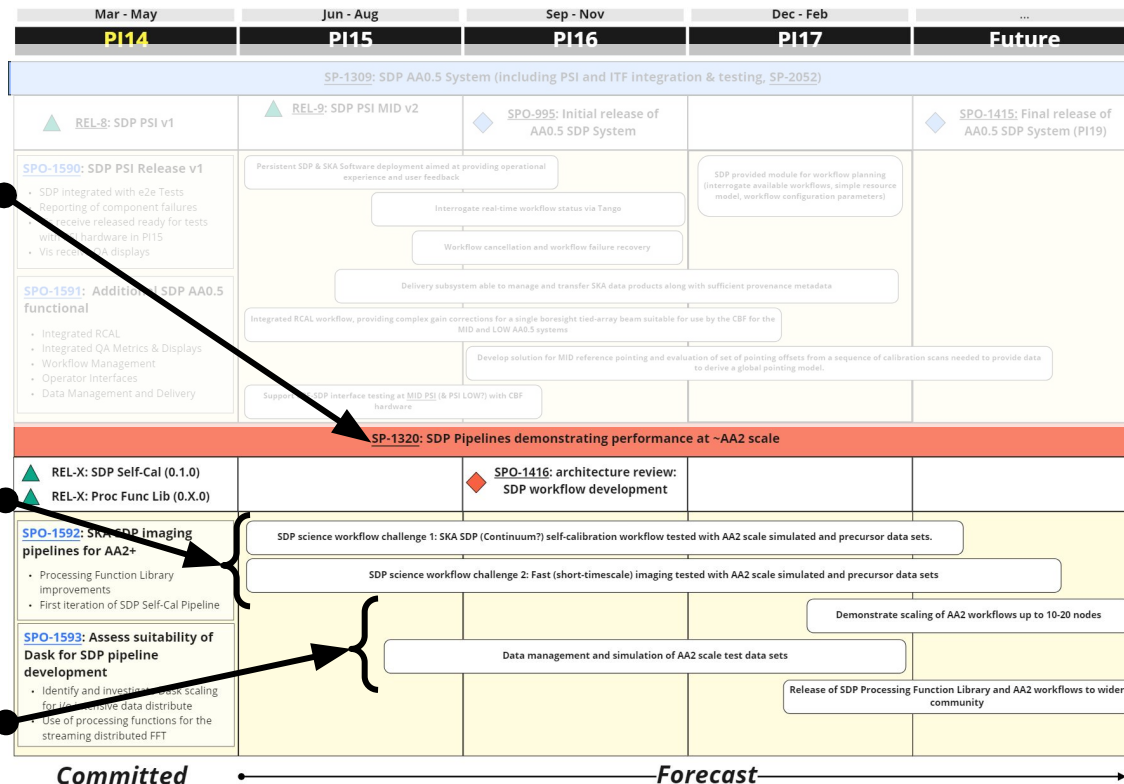 Mar - May
Jun - Aug
Sep - Nov
Dec - Feb
...
PI14
PI15
PI16
PI17
Future
SP-1309: SDP AA0.5 System (including PSI and ITF integration & testing, SP-2052)
REL-8: SDP PSI v1
REL-9: SDP PSI MID v2
SPO-995: Initial release of
AA0.5 SDP System
SPO-1415: Final release of
AA0.5 SDP System (PI19)
SPO-1590: SDP PSI Release v1
• SDP integrated with e2e Tests
Reporting of component failures
receive released ready for tests
with hardware in PI15
• Vis receive QA displays
SPO-1591: Additional SDP AA0.5
functional
• Integrated RCAL
• Integrated QA Metrics & Displays
• Workflow Management
• Operator Interfaces
• Data Management and Delivery
Persistent SDP & SKA Software deployment aimed at providing operational
experience and user feedback
Interrogate real-time workflow status via Tango
Workflow cancellation and workflow failure recovery
SDP provided module for workflow planning
(interrogate available workflows, simple resource
model, workflow configuration parameters)
Delivery subsystem able to manage and transfer SKA data products along with sufficient provenance metadata
Integrated RCAL workflow, providing complex gain corrections for a single boresight tied-array beam suitable for use by the CBF for the
MID and LOW AA0.5 systems
Develop solution for MID reference pointing and evaluation of set of pointing offsets from a sequence of calibration scans needed to provide data
to derive a global pointing model.
Support SDP interface testing at MID PSI (& PSI LOW?) with CBF
hardware
SP-1320: SDP Pipelines demonstrating performance at ~AA2 scale
REL-X: SDP Self-Cal (0.1.0)
REL-X: Proc Func Lib (0.X.0)
SPO-1416: architecture review:
SDP workflow development
SPO-1592: SKA SDP imaging
pipelines for AA2+
• Processing Function Library
improvements
• First iteration of SDP Self-Cal Pipeline
SDP science workflow challenge 1: SKA SDP (Continuum?) self-calibration workflow tested with AA2 scale simulated and precursor data sets.
SDP science workflow challenge 2: Fast (short-timescale) imaging tested with AA2 scale simulated and precursor data sets
Demonstrate scaling of AA2 workflows up to 10-20 nodes
SPO-1593: Assess suitability of
Dask for SDP pipeline
development
• Identify and investigate Dask scaling
for i/o intensive data distribute
• Use of processing functions for the
streaming distributed FFT
Data management and simulation of AA2 scale test data sets
Release of SDP Processing Function Library and AA2 workflows to wider
community
Committed
Forecast